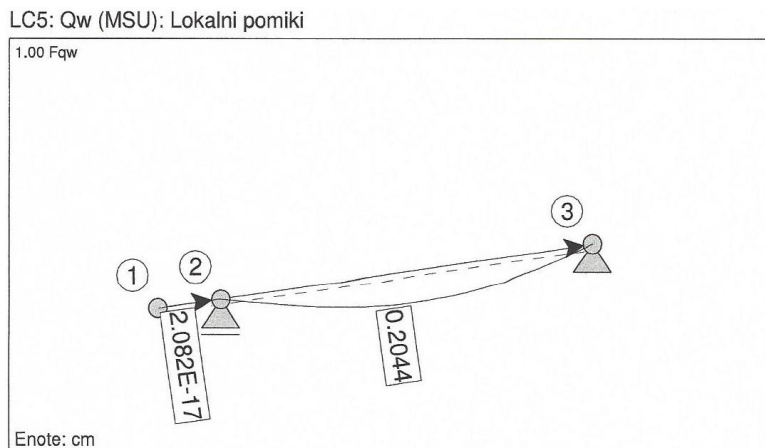 LC5: Qw (MSU): Lokalni pomiki
1.00 Fqw
3
1
2
2.082E-17
0.2044
Enote: cm